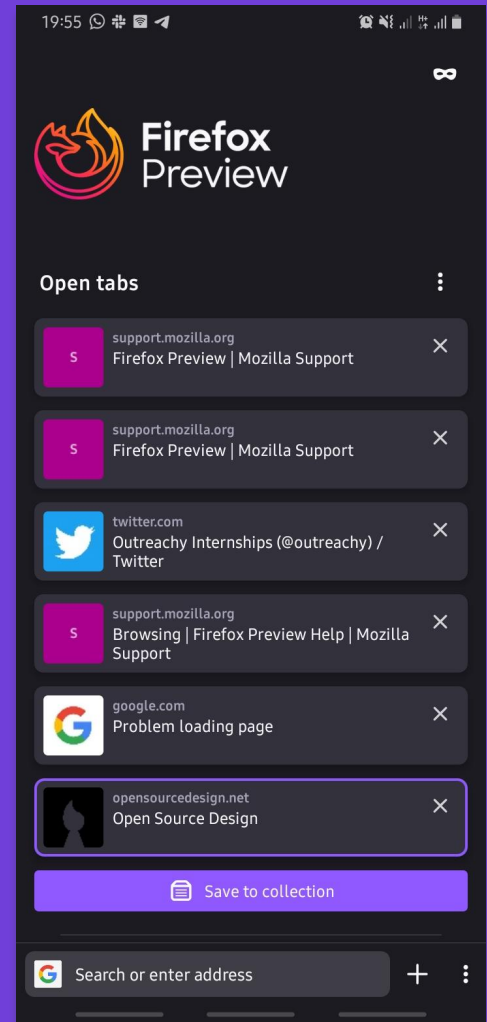 19:55
Firefox
Preview
Open tabs
S
support.mozilla.org
Firefox Preview | Mozilla Support
S
support.mozilla.org
Firefox Preview | Mozilla Support
twitter.com
Outreachy Internships (@outreachy) /
Twitter
S
support.mozilla.org
Browsing | Firefox Preview Help | Mozilla
Support
G
google.com
Problem loading page
opensourcedesign.net
Open Source Design
Save to collection
G
Search or enter address